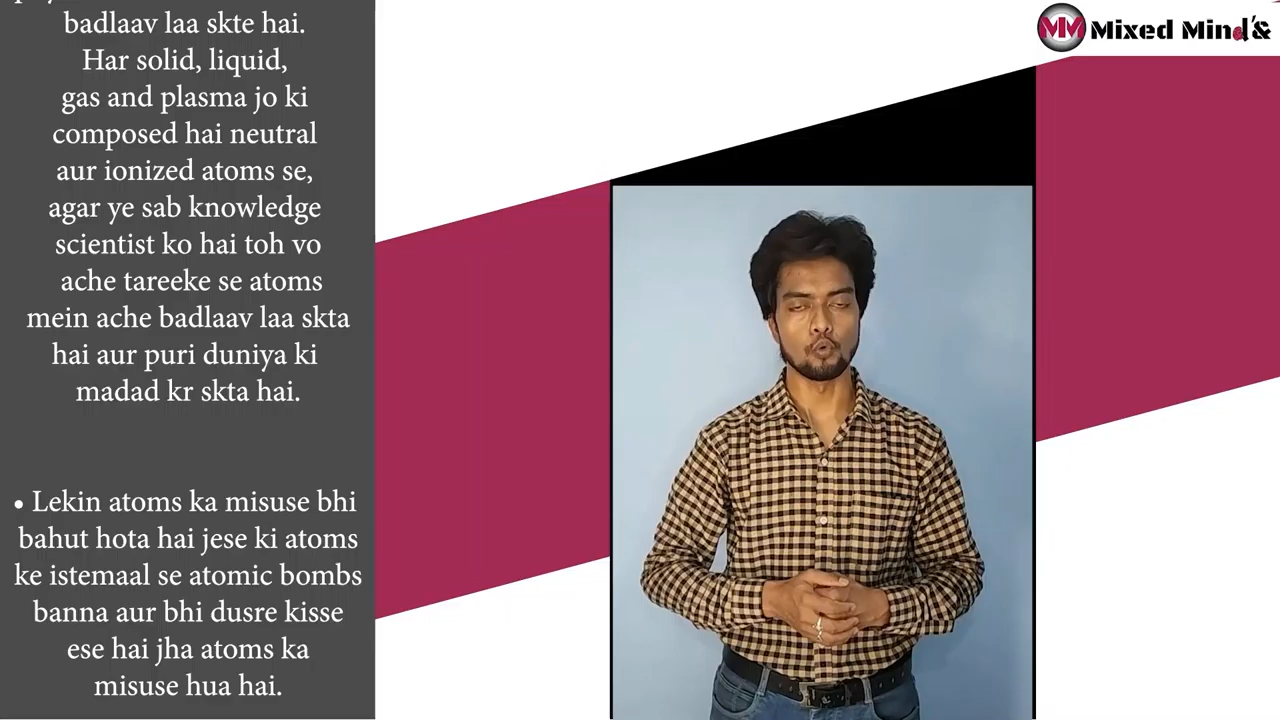 badlaav laa skte hai.
Har solid, liquid,
gas and plasma jo ki
composed hai neutral
aur ionized atoms se,
agar ye sab knowledge
scientist ko hai toh vo
ache tareeke se atoms
mein ache badlaav laa skta
hai aur puri duniya ki
madad kr skta hai.
• Lekin atoms ka misuse bhi
bahut hota hai jese ki atoms
ke istemaal se atomic bombs
banna aur bhi dusre kisse
ese hai jha atoms ka
misuse hua hai.
MM Mixed Mind's &